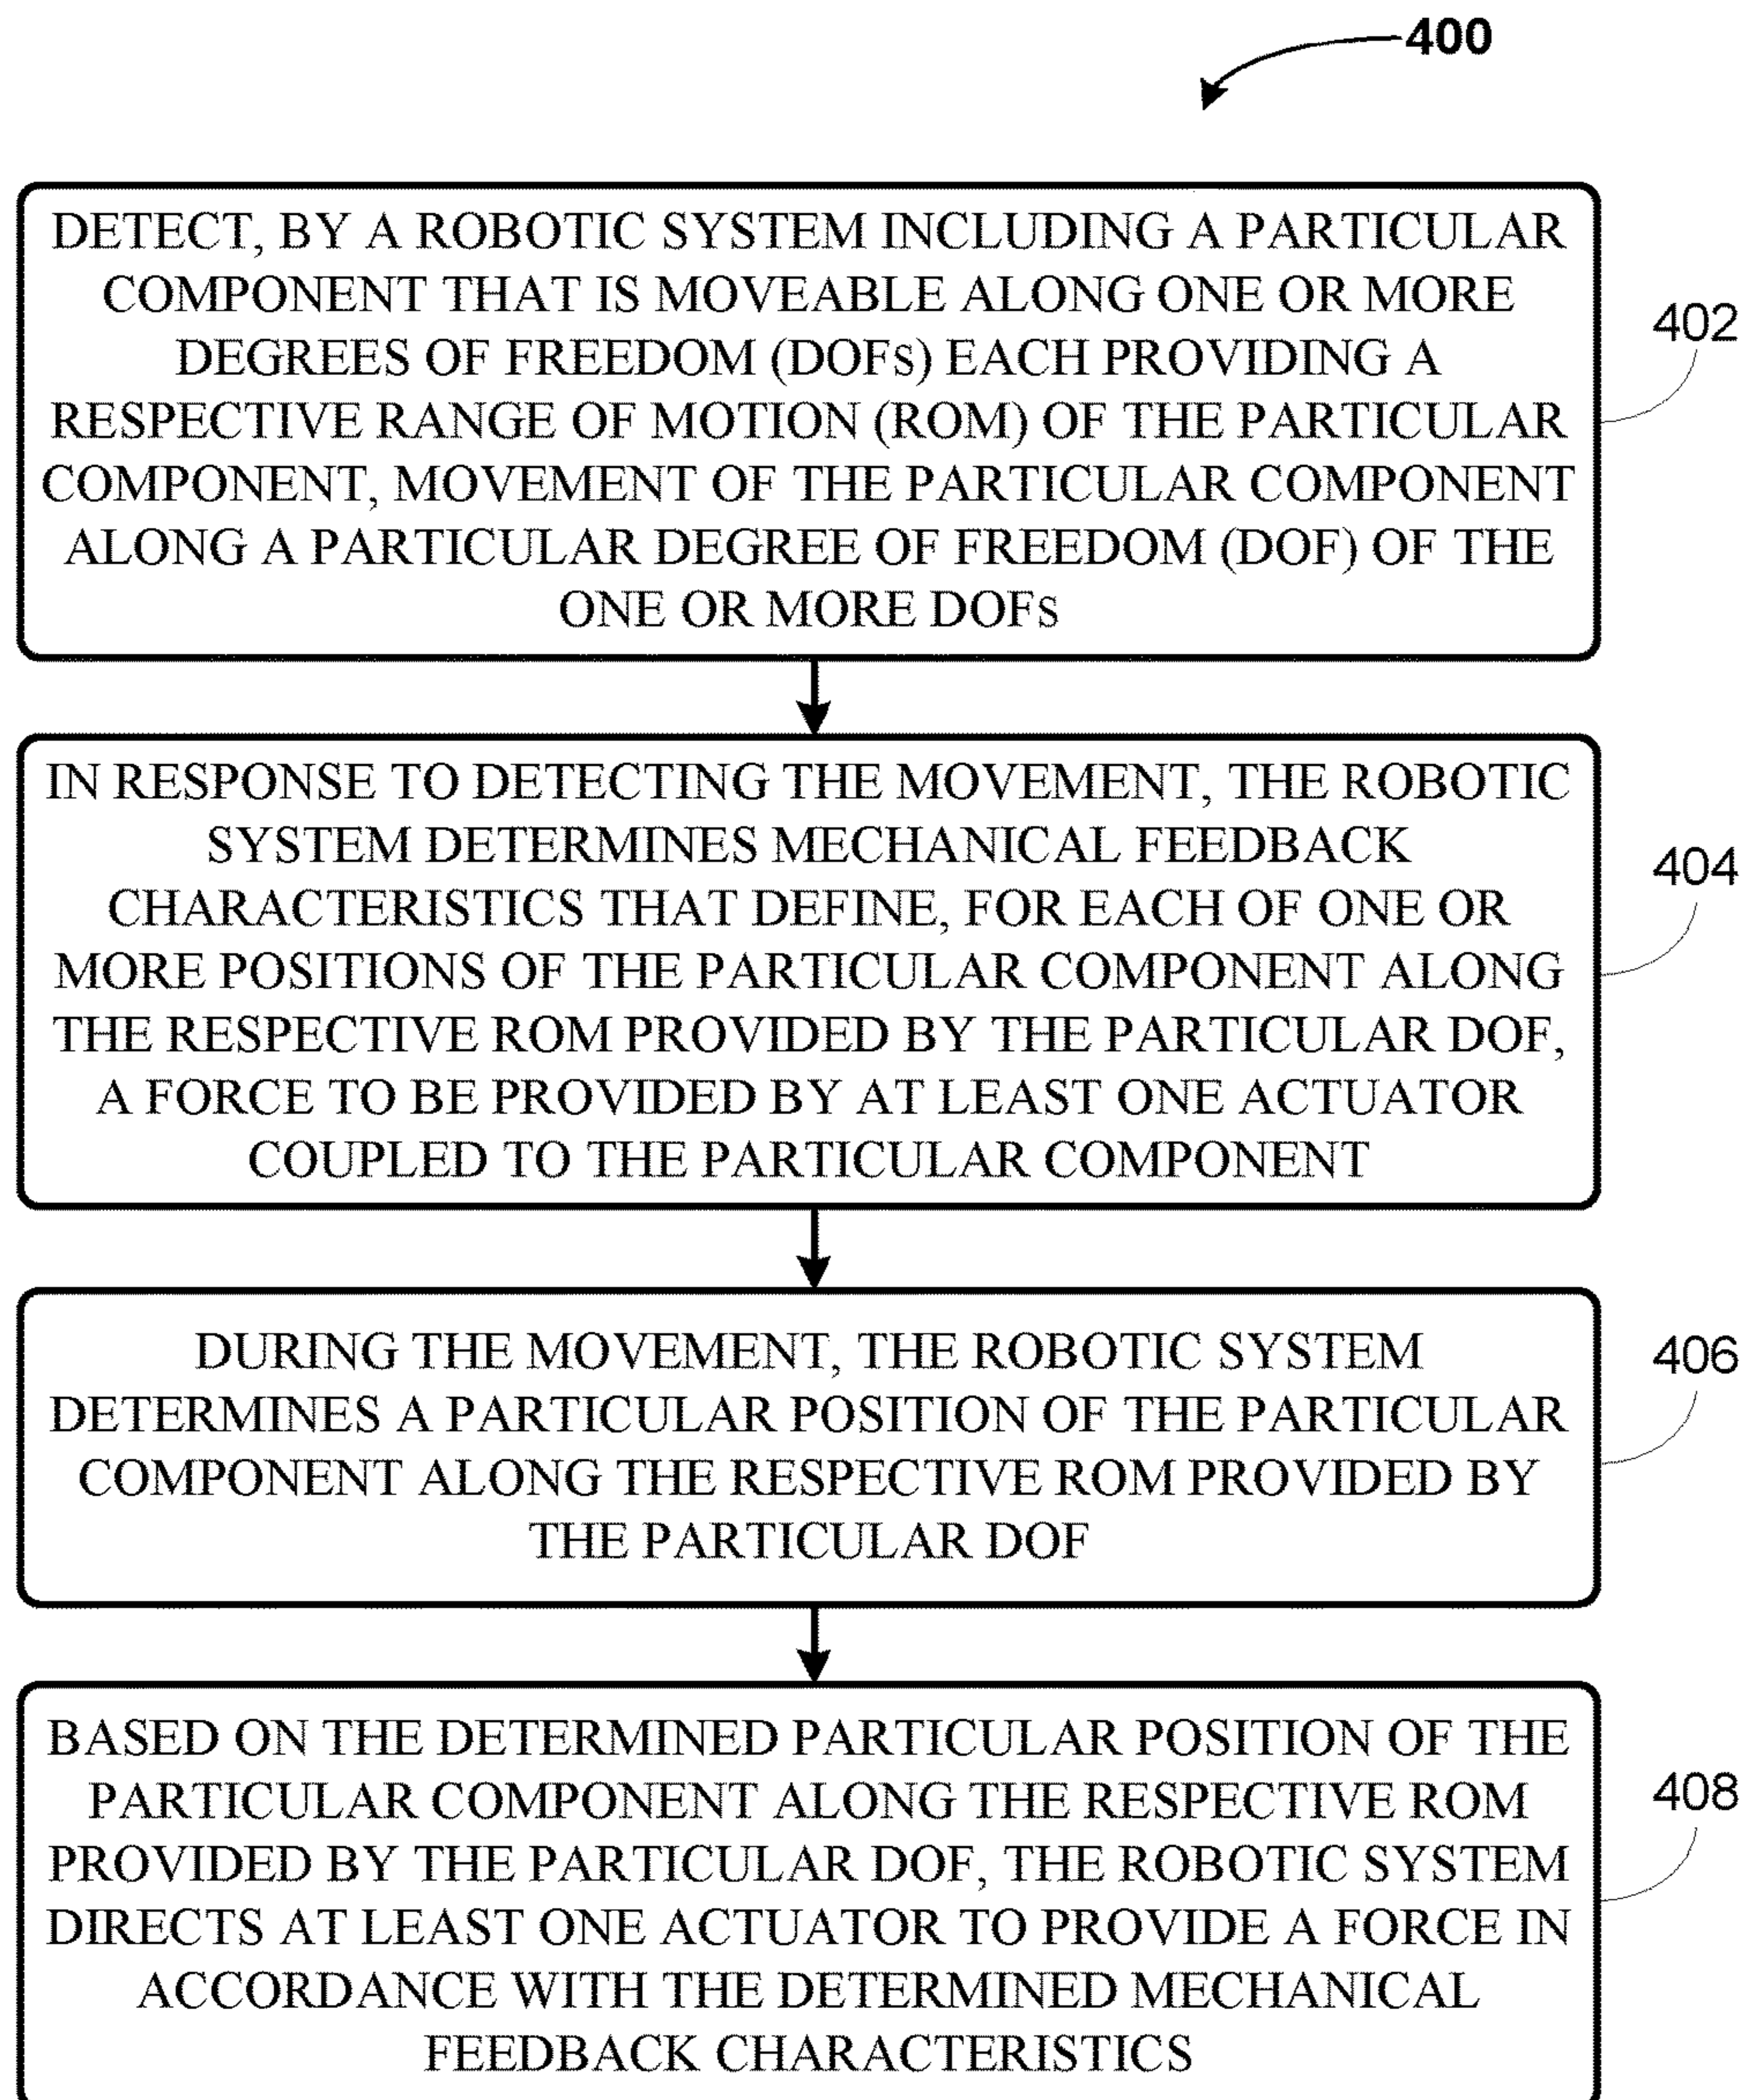 400
DETECT, BY A ROBOTIC SYSTEM INCLUDING A PARTICULAR
COMPONENT THAT IS MOVEABLE ALONG ONE OR MORE
DEGREES OF FREEDOM (DOFs) EACH PROVIDING A
RESPECTIVE RANGE OF MOTION (ROM) OF THE PARTICULAR
COMPONENT, MOVEMENT OF THE PARTICULAR COMPONENT
ALONG A PARTICULAR DEGREE OF FREEDOM (DOF) OF THE
ONE OR MORE DOFs
402
IN RESPONSE TO DETECTING THE MOVEMENT, THE ROBOTIC
SYSTEM DETERMINES MECHANICAL FEEDBACK
CHARACTERISTICS THAT DEFINE, FOR EACH OF ONE OR
MORE POSITIONS OF THE PARTICULAR COMPONENT ALONG
THE RESPECTIVE ROM PROVIDED BY THE PARTICULAR DOF,
A FORCE TO BE PROVIDED BY AT LEAST ONE ACTUATOR
COUPLED TO THE PARTICULAR COMPONENT
404
DURING THE MOVEMENT, THE ROBOTIC SYSTEM
DETERMINES A PARTICULAR POSITION OF THE PARTICULAR
COMPONENT ALONG THE RESPECTIVE ROM PROVIDED BY
THE PARTICULAR DOF
406
BASED ON THE DETERMINED PARTICULAR POSITION OF THE
PARTICULAR COMPONENT ALONG THE RESPECTIVE ROM
PROVIDED BY THE PARTICULAR DOF, THE ROBOTIC SYSTEM
DIRECTS AT LEAST ONE ACTUATOR TO PROVIDE A FORCE IN
ACCORDANCE WITH THE DETERMINED MECHANICAL
FEEDBACK CHARACTERISTICS
408